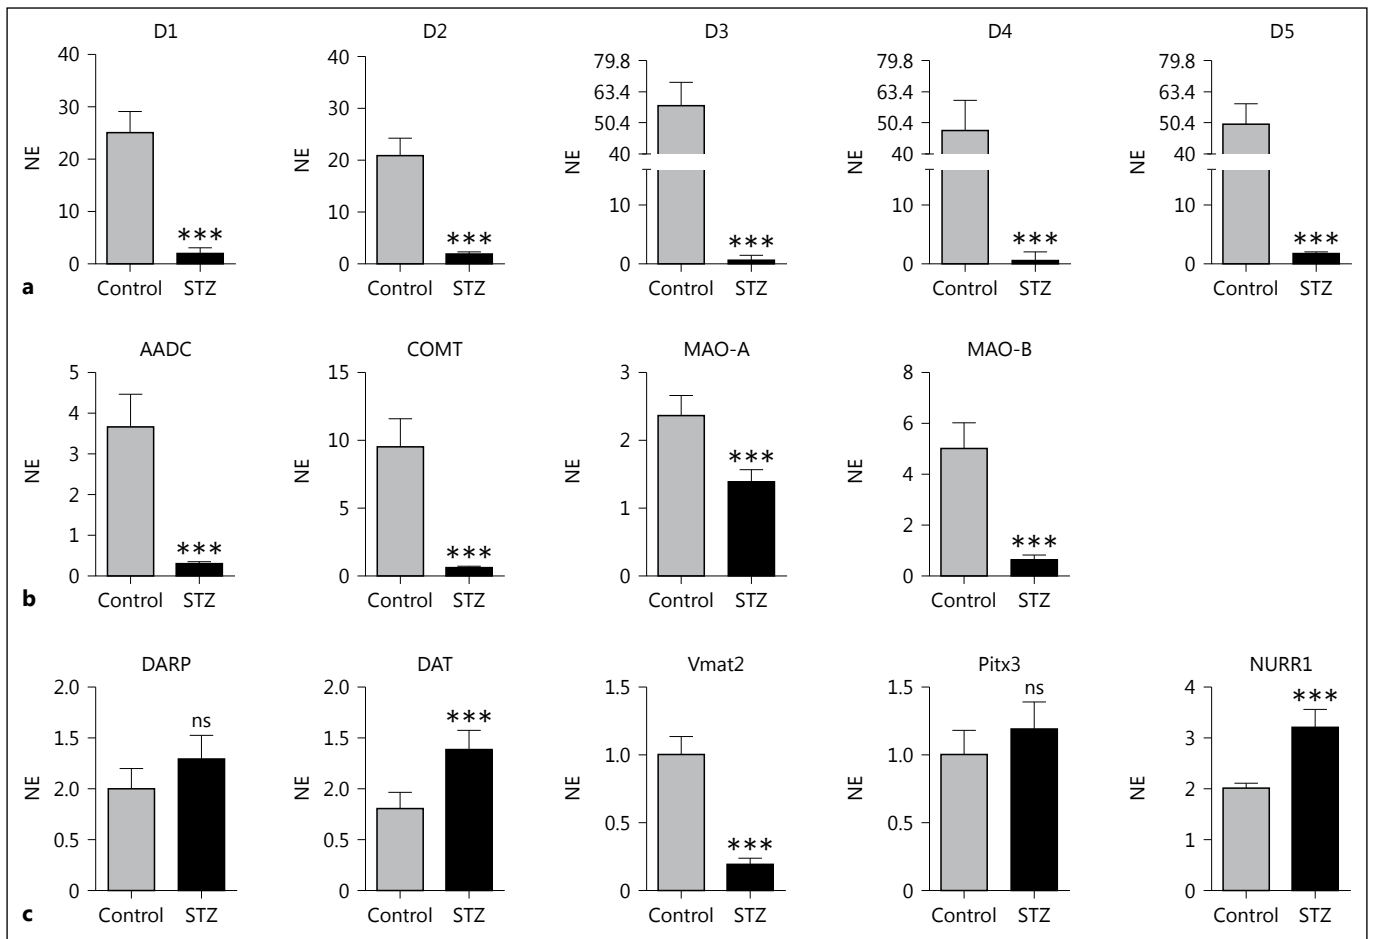 D1
D2
D3
D4
D5
40
30
20
10
0
NE
***
Control
STZ
40
30
20
10
0
NE
***
Control
STZ
79.8
63.4
50.4
40
10
0
NE
***
Control
STZ
79.8
63.4
50.4
40
10
0
NE
***
Control
STZ
79.8
63.4
50.4
40
10
0
NE
***
Control
STZ
a
AADC
COMT
MAO-A
MAO-B
5
4
3
2
1
0
NE
***
Control
STZ
15
10
5
0
NE
***
Control
STZ
3
2
1
0
NE
***
Control
STZ
8
6
4
2
0
NE
***
Control
STZ
b
DARP
DAT
Vmat2
Pitx3
NURR1
2.0
1.5
2.0
0.5
0
NE
ns
Control
STZ
2.0
1.5
2.0
0.5
0
NE
***
Control
STZ
1.5
1.0
0.5
0
NE
***
Control
STZ
1.5
1.0
0.5
0
NE
ns
Control
STZ
4
3
2
1
0
NE
***
Control
STZ
c